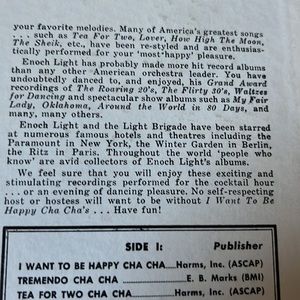 your favorite melodies. Many of America's greatest songs
. . . such as Tea For Two, Lover, How High The Moon,
The Sheik, etc., have been re-styled and are enthusias-
tically performed for your 'most-happy' pleasure.
Enoch Light has probably made more hit record albums
than any other American orchestra leader. You have
undoubtedly danced to, and enjoyed, his Grand Award
recordings of The Roaring 20's, The Flirty 30's, Waltzes
for Dancing and spectacular show albums such as My Fair
Lady, Oklahoma, Around the World in 80 Days, and
many, many others.
Enoch Light and the Light Brigade have been starred
at numerous famous hotels and theatres including the
Paramount in New York, the Winter Garden in Berlin,
the Ritz in Paris. Throughout the world 'people who
know' are avid collectors of Enoch Light's albums.
We feel sure that you will enjoy these exciting and
stimulating recordings performed for the cocktail hour
. . . or an evening of dancing pleasure. No self-respecting
host or hostess will want to be without I Want To Be
Happy Cha Cha's . . . Have fun!
SIDE 1: Publisher
I WANT TO BE HAPPY CHA CHA....Harms, Inc. (ASCAP)
TREMENDO CHA CHA ............ E. B. Marks (BMI)
TEA FOR TWO CHA CHA........Harms, Inc. (ASCAP)